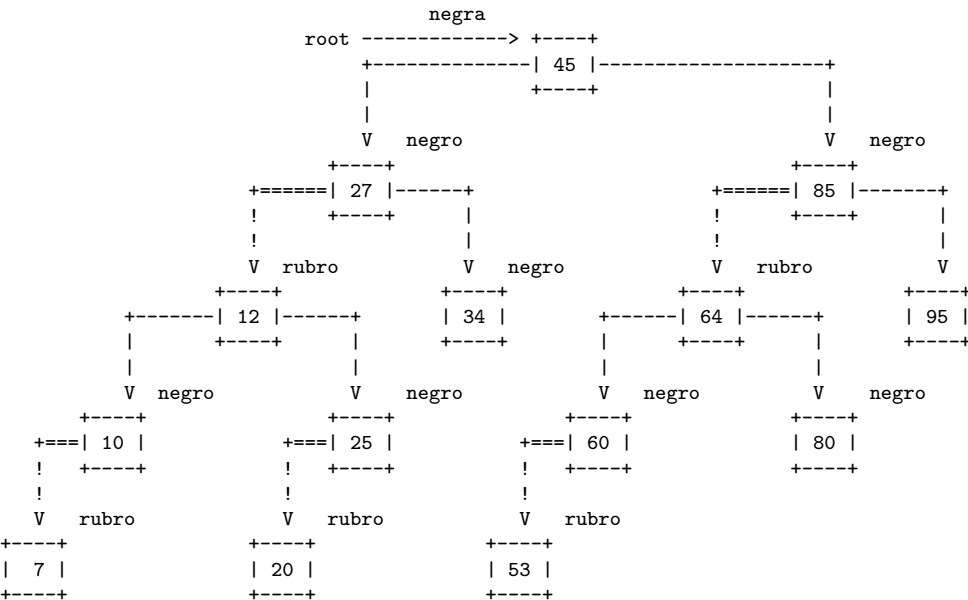 negra
root -------------> +----+
+-------------| 45 |------------------+
+----+
V negro V negro
+======| 27 |------+ +======| 85 |-------+
V rubro V negro V rubro V
+-------| 12 |------+ | 34 | +------| 64 |------+ | 95 |
V negro V negro V negro V negro
+===| 10 | +===| 25 | +===| 60 | | 80 |
V rubro V rubro V rubro
| 7 | | 20 | | 53 |